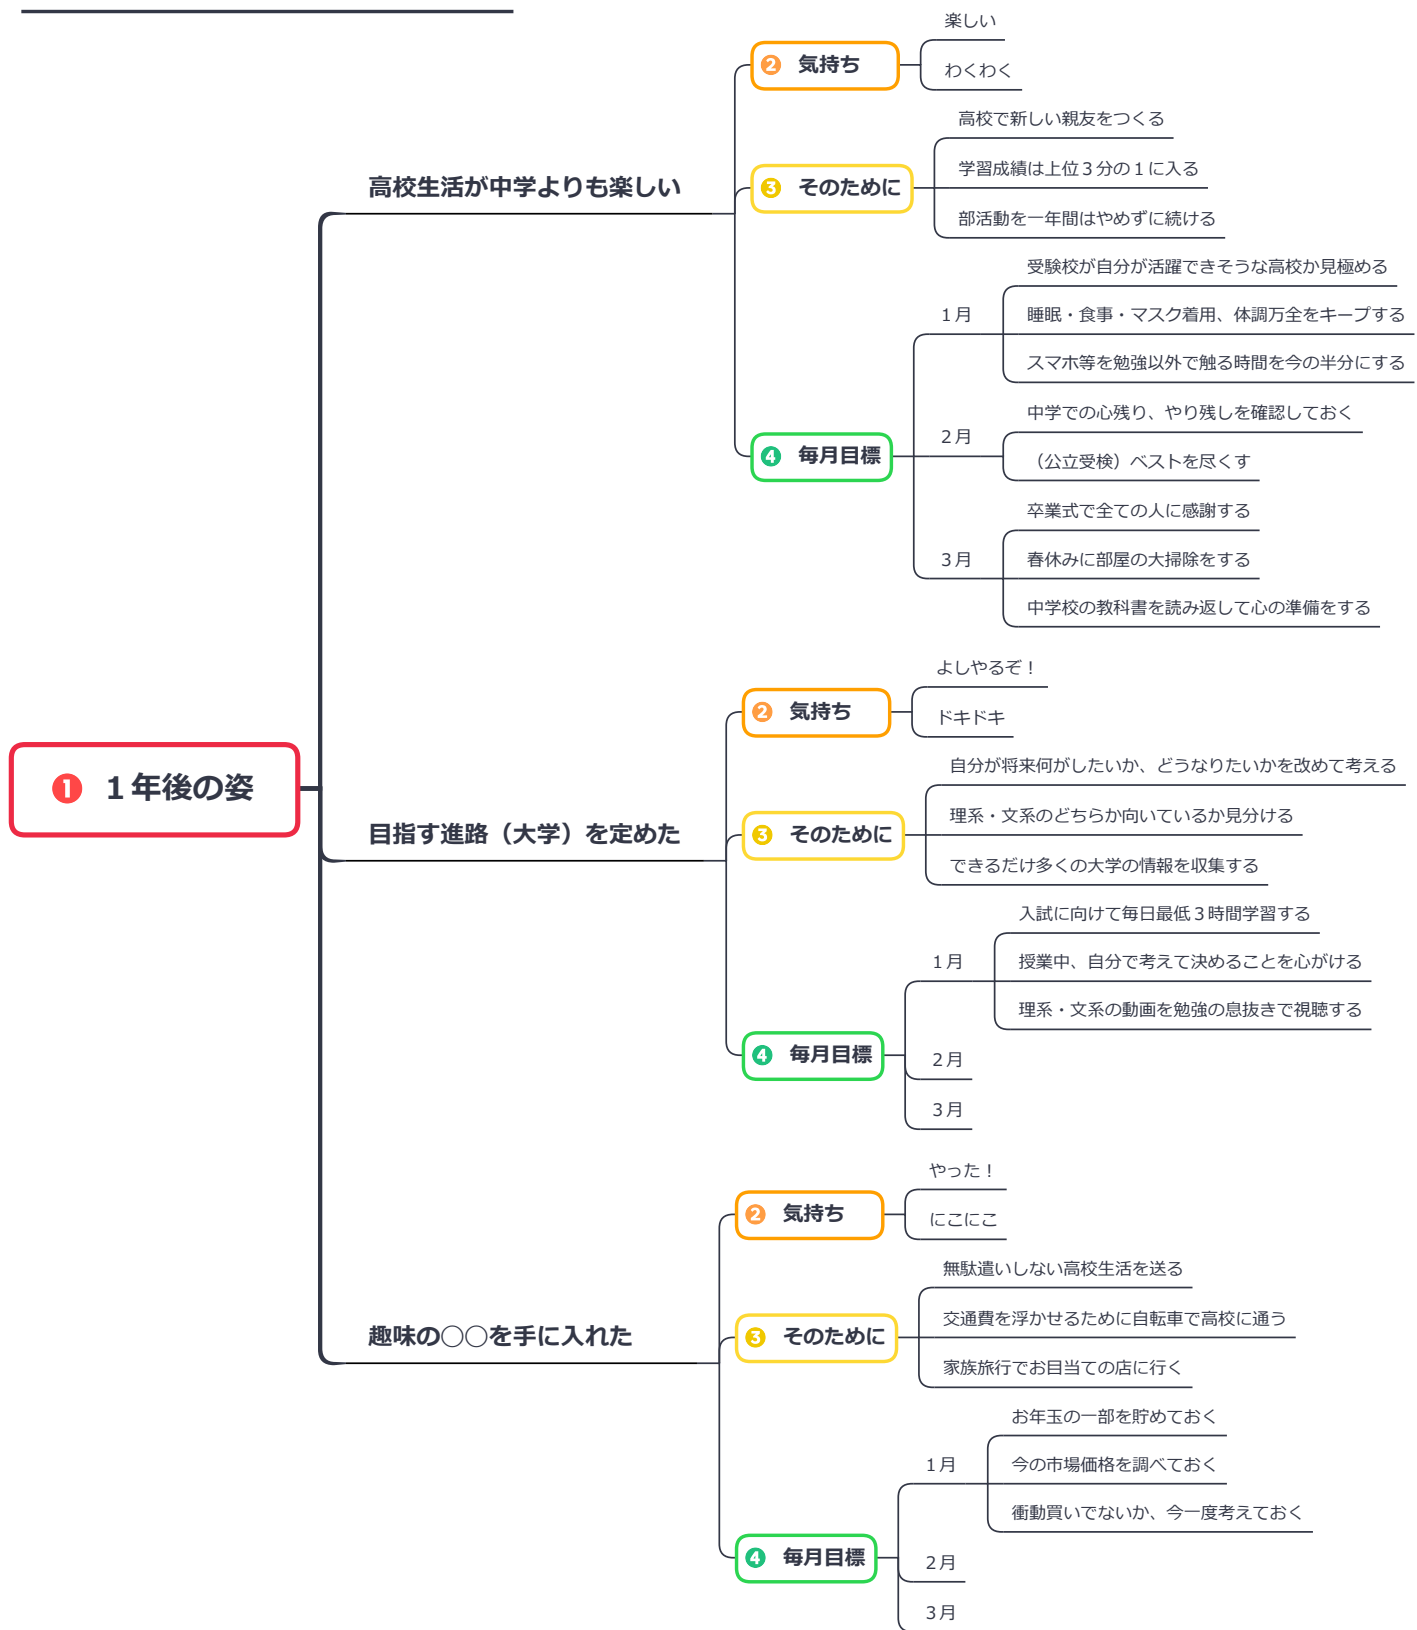 ❶ １年後の姿
高校生活が中学よりも楽しい
❷ 気持ち
楽しい
わくわく
❸ そのために
高校で新しい親友をつくる
学習成績は上位３分の１に入る
部活動を一年間はやめずに続ける
❹ 毎月目標
１月
受験校が自分が活躍できそうな高校か見極める
睡眠・食事・マスク着用、体調万全をキープする
スマホ等を勉強以外で触る時間を今の半分にする
２月
中学での心残り、やり残しを確認しておく
（公立受検）ベストを尽くす
３月
卒業式で全ての人に感謝する
春休みに部屋の大掃除をする
中学校の教科書を読み返して心の準備をする
目指す進路（大学）を定めた
❷ 気持ち
よしやるぞ！
ドキドキ
❸ そのために
自分が将来何がしたいか、どうなりたいかを改めて考える
理系・文系のどちらか向いているか見分ける
できるだけ多くの大学の情報を収集する
❹ 毎月目標
１月
入試に向けて毎日最低３時間学習する
授業中、自分で考えて決めることを心がける
理系・文系の動画を勉強の息抜きで視聴する
２月
３月
趣味の○○を手に入れた
❷ 気持ち
やった！
にこにこ
❸ そのために
無駄遣いしない高校生活を送る
交通費を浮かせるために自転車で高校に通う
家族旅行でお目当ての店に行く
❹ 毎月目標
１月
お年玉の一部を貯めておく
今の市場価格を調べておく
衝動買いでないか、今一度考えておく
２月
３月